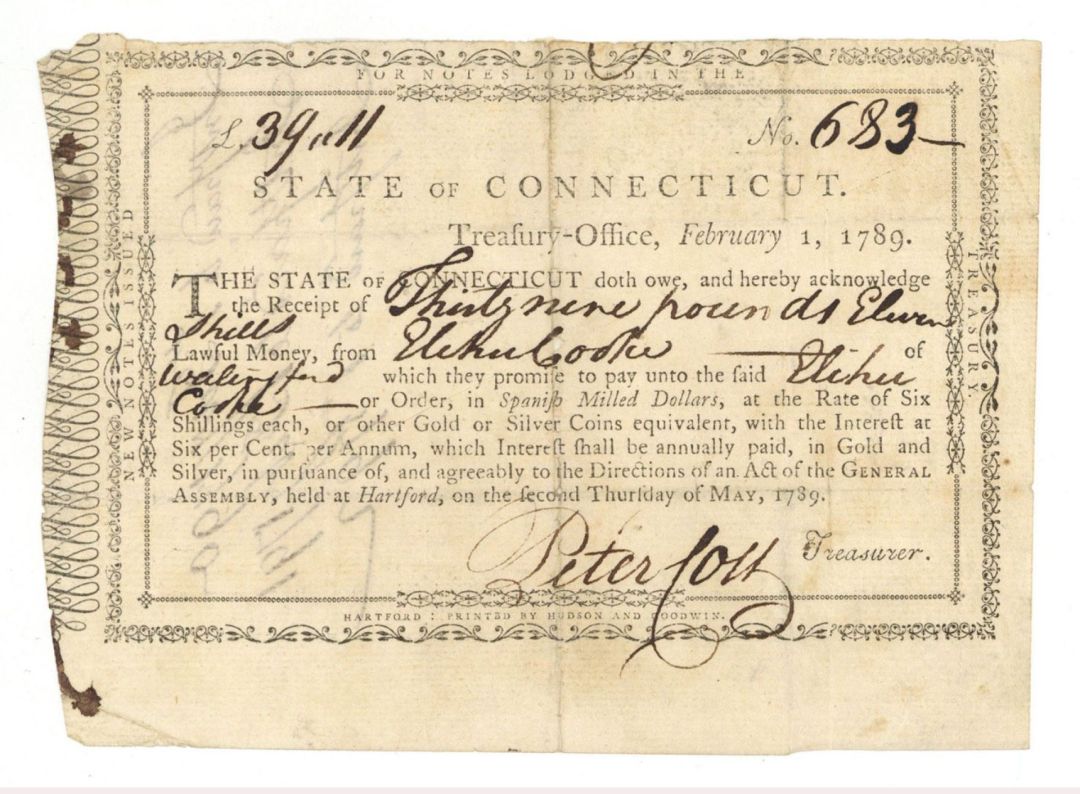 FOR NOTES LODGED IN THE
£. 39,,11 No. 683
STATE OF CONNECTICUT.
Treaſury-Office, February 1, 1789.
NEW NOTES ISSUED
TREASURY.
THE STATE OF CONNECTICUT doth owe, and hereby acknowledge
the Receipt of Thirty nine pounds Eleven
Shills
Lawful Money, from Elihu Cooke — of
Walingford which they promiſe to pay unto the ſaid Elihu
Cooke — or Order, in Spaniſh Milled Dollars, at the Rate of Six
Shillings each, or other Gold or Silver Coins equivalent, with the Intereſt at
Six per Cent. per Annum, which Intereſt ſhall be annually paid, in Gold and
Silver, in purſuance of, and agreeably to the Directions of an Act of the GENERAL
ASSEMBLY, held at Hartford, on the ſecond Thurſday of MAY, 1789.
Peter Colt Treasurer.
HARTFORD: PRINTED BY HUDSON AND GOODWIN.